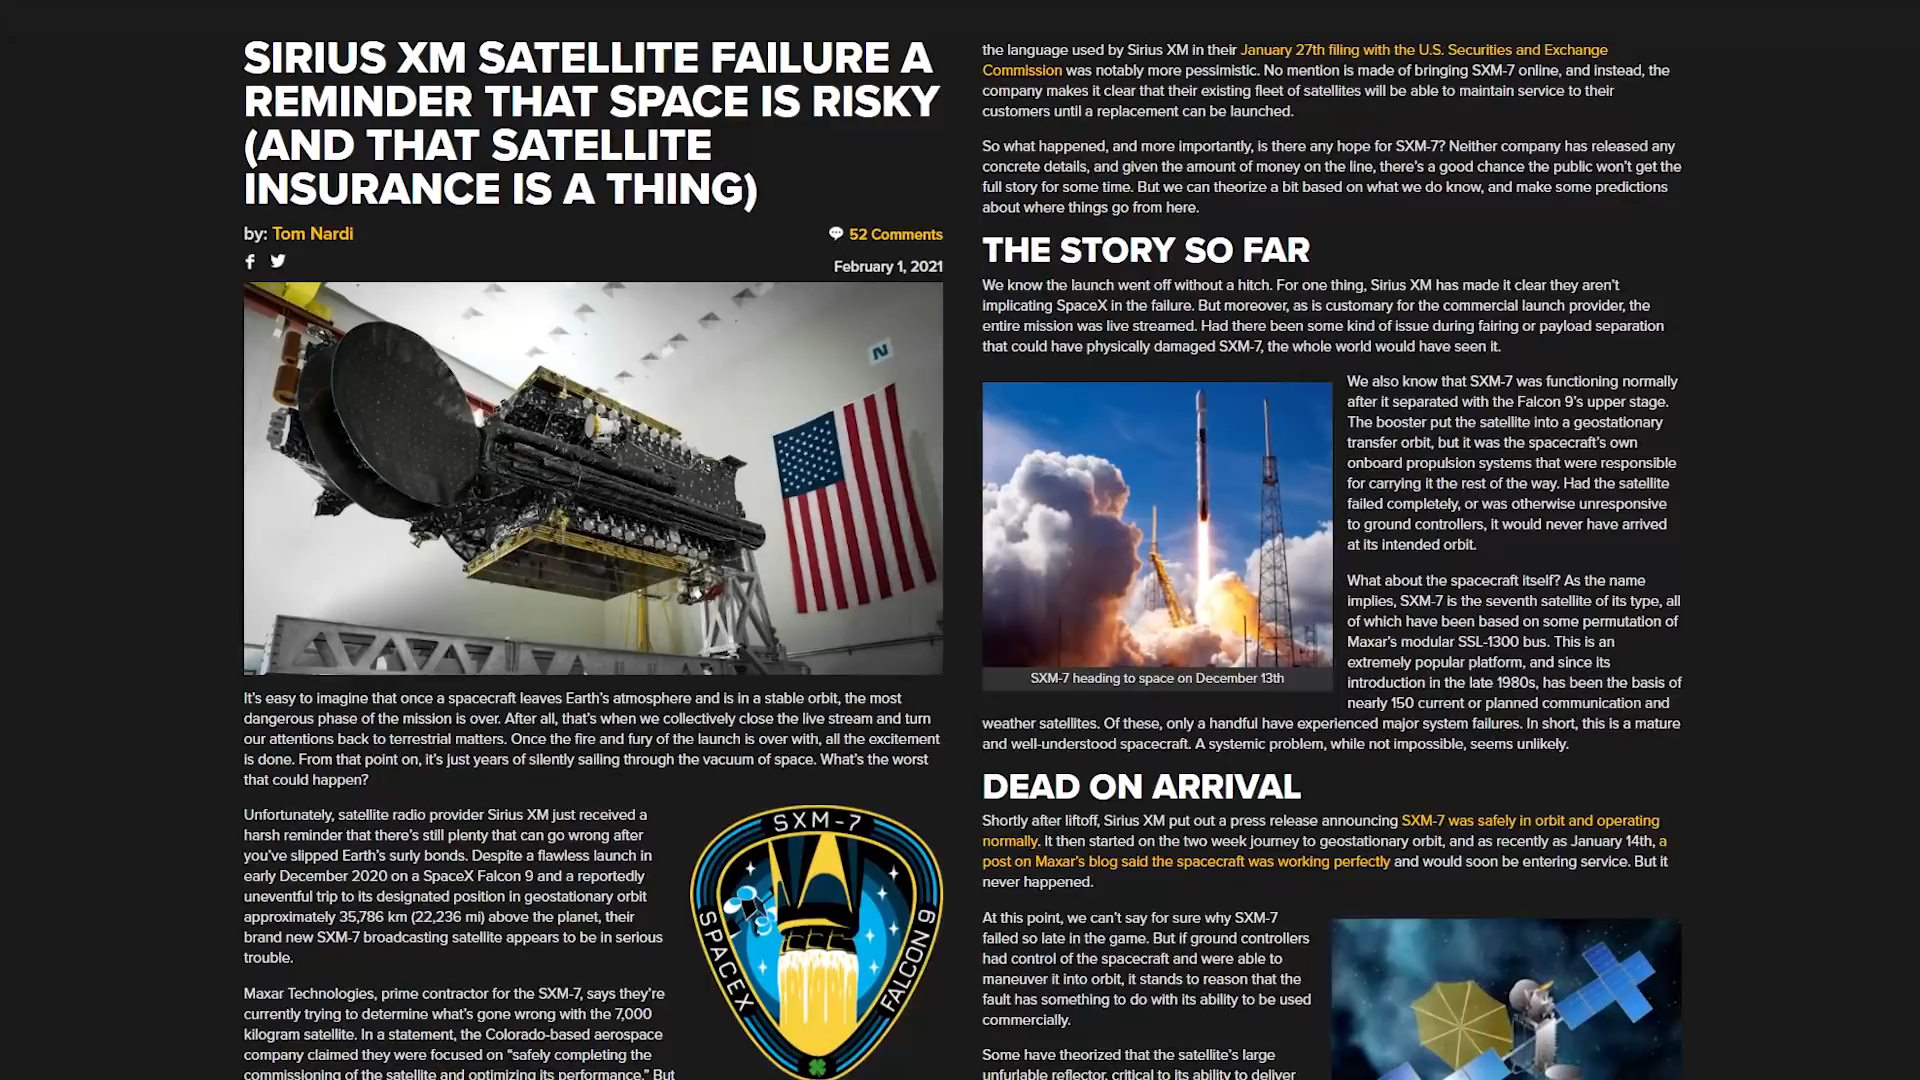 SIRIUS XM SATELLITE FAILURE A
REMINDER THAT SPACE IS RISKY
(AND THAT SATELLITE
INSURANCE IS A THING)
by: Tom Nardi
52 Comments
February 1, 2021
It's easy to imagine that once a spacecraft leaves Earth's atmosphere and is in a stable orbit, the most
dangerous phase of the mission is over. After all, that's when we collectively close the live stream and turn
our attentions back to terrestrial matters. Once the fire and fury of the launch is over with, all the excitement
is done. From that point on, it's just years of silently sailing through the vacuum of space. What's the worst
that could happen?
Unfortunately, satellite radio provider Sirius XM just received a
harsh reminder that there's still plenty that can go wrong after
you've slipped Earth's surly bonds. Despite a flawless launch in
early December 2020 on a SpaceX Falcon 9 and a reportedly
uneventful trip to its designated position in geostationary orbit
approximately 35,786 km (22,236 mi) above the planet, their
brand new SXM-7 broadcasting satellite appears to be in serious
trouble.
SXM-7
SPACEX
FALCON 9
Maxar Technologies, prime contractor for the SXM-7, says they're
currently trying to determine what's gone wrong with the 7,000
kilogram satellite. In a statement, the Colorado-based aerospace
company claimed they were focused on “safely completing the
commissioning of the satellite and optimizing its performance.” But
the language used by Sirius XM in their January 27th filing with the U.S. Securities and Exchange
Commission was notably more pessimistic. No mention is made of bringing SXM-7 online, and instead, the
company makes it clear that their existing fleet of satellites will be able to maintain service to their
customers until a replacement can be launched.
So what happened, and more importantly, is there any hope for SXM-7? Neither company has released any
concrete details, and given the amount of money on the line, there's a good chance the public won't get the
full story for some time. But we can theorize a bit based on what we do know, and make some predictions
about where things go from here.
THE STORY SO FAR
We know the launch went off without a hitch. For one thing, Sirius XM has made it clear they aren't
implicating SpaceX in the failure. But moreover, as is customary for the commercial launch provider, the
entire mission was live streamed. Had there been some kind of issue during fairing or payload separation
that could have physically damaged SXM-7, the whole world would have seen it.
SXM-7 heading to space on December 13th
We also know that SXM-7 was functioning normally
after it separated with the Falcon 9's upper stage.
The booster put the satellite into a geostationary
transfer orbit, but it was the spacecraft's own
onboard propulsion systems that were responsible
for carrying it the rest of the way. Had the satellite
failed completely, or was otherwise unresponsive
to ground controllers, it would never have arrived
at its intended orbit.
What about the spacecraft itself? As the name
implies, SXM-7 is the seventh satellite of its type, all
of which have been based on some permutation of
Maxar's modular SSL-1300 bus. This is an
extremely popular platform, and since its
introduction in the late 1980s, has been the basis of
nearly 150 current or planned communication and
weather satellites. Of these, only a handful have experienced major system failures. In short, this is a mature
and well-understood spacecraft. A systemic problem, while not impossible, seems unlikely.
DEAD ON ARRIVAL
Shortly after liftoff, Sirius XM put out a press release announcing SXM-7 was safely in orbit and operating
normally. It then started on the two week journey to geostationary orbit, and as recently as January 14th, a
post on Maxar's blog said the spacecraft was working perfectly and would soon be entering service. But it
never happened.
At this point, we can't say for sure why SXM-7
failed so late in the game. But if ground controllers
had control of the spacecraft and were able to
maneuver it into orbit, it stands to reason that the
fault has something to do with its ability to be used
commercially.
Some have theorized that the satellite's large
unfurlable reflector, critical to its ability to deliver